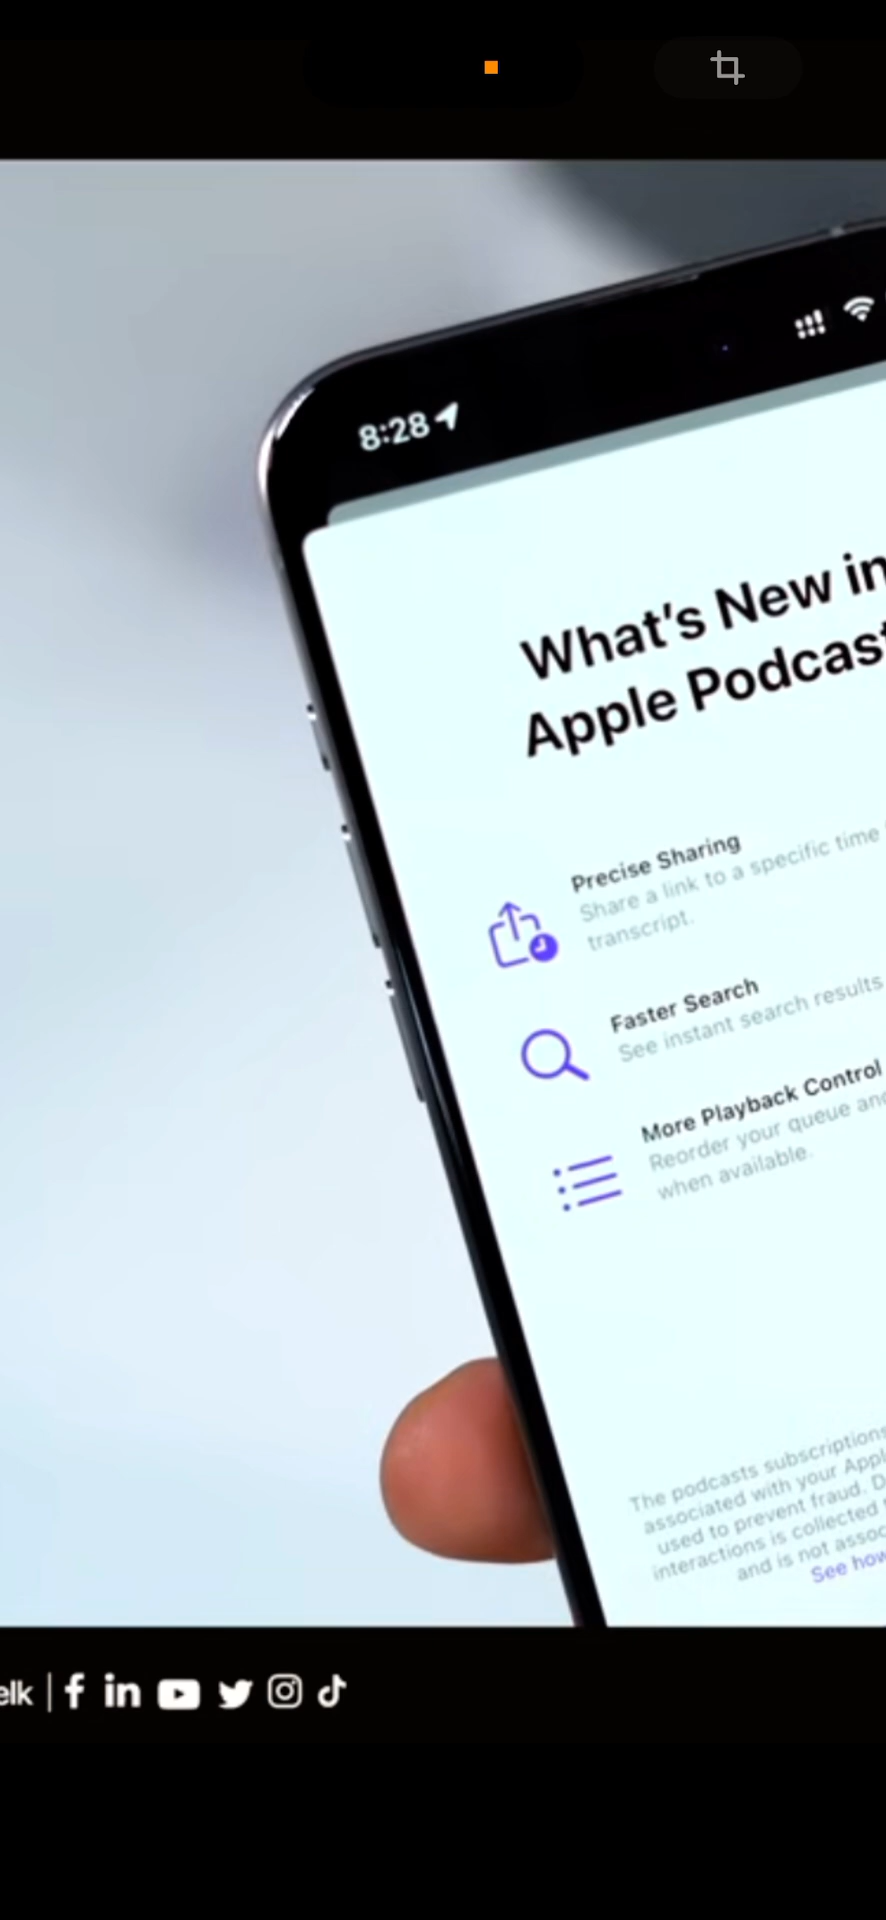 8:28
What's New in
Apple Podcast
Precise Sharing
Share a link to a specific time
transcript.
Faster Search
See instant search results
More Playback Control
Reorder your queue and
when available.
The podcasts subscriptions
associated with your Appl
used to prevent fraud. D
interactions is collected
and is not assoc
See how
elk